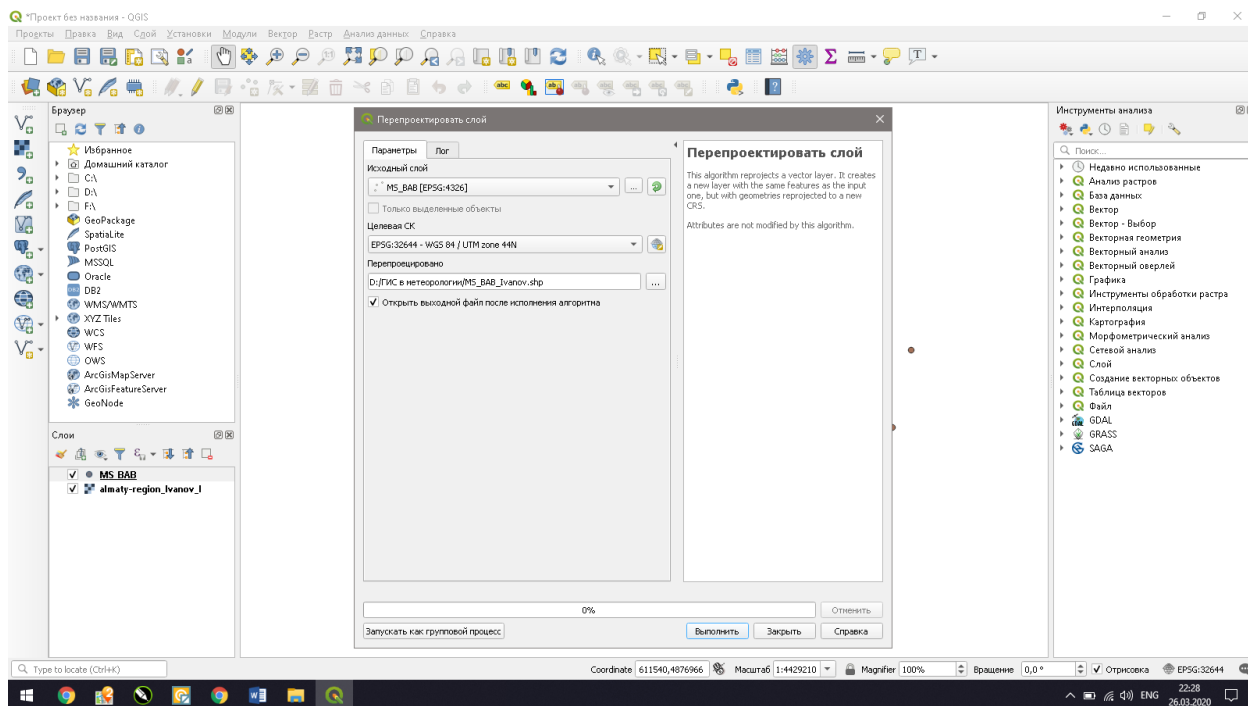 *Проект без названия - QGIS
Проекты Правка Вид Слой Установки Модули Вектор Растр Анализ данных Справка
Браузер
Избранное
Домашний каталог
C:\
D:\
F:\
GeoPackage
SpatiaLite
PostGIS
MSSQL
Oracle
DB2
WMS/WMTS
XYZ Tiles
WCS
WFS
OWS
ArcGisMapServer
ArcGisFeatureServer
GeoNode
Слои
MS BAB
almaty-region_Ivanov_I
Перепроектировать слой
Параметры Лог
Исходный слой
MS_BAB [EPSG:4326]
...
Только выделенные объекты
Целевая СК
EPSG:32644 - WGS 84 / UTM zone 44N
Перепроецировано
D:/ГИС в метеорологии/MS_BAB_Ivanov.shp
...
Открыть выходной файл после исполнения алгоритма
Перепроектировать слой
This algorithm reprojects a vector layer. It creates
a new layer with the same features as the input
one, but with geometries reprojected to a new
CRS.
Attributes are not modified by this algorithm.
0%
Отменить
Запускать как групповой процесс
Выполнить Закрыть Справка
Инструменты анализа
Поиск...
Недавно использованные
Анализ растров
База данных
Вектор
Вектор - Выбор
Векторная геометрия
Векторный анализ
Векторный оверлей
Графика
Инструменты обработки растра
Интерполяция
Картография
Морфометрический анализ
Сетевой анализ
Слой
Создание векторных объектов
Таблица векторов
Файл
GDAL
GRASS
SAGA
Type to locate (Ctrl+K)
Coordinate 611540,4876966 Масштаб 1:4429210 Magnifier 100% Вращение 0,0 ° Отрисовка EPSG:32644
ENG
22:28
26.03.2020